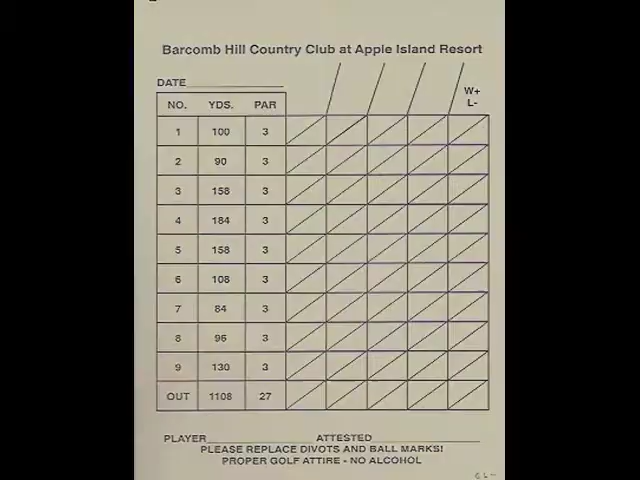 Barcomb Hill Country Club at Apple Island Resort
DATE
W+
L-
NO. YDS. PAR
1 100 3
2 90 3
3 158 3
4 184 3
5 158 3
6 108 3
7 84 3
8 96 3
9 130 3
OUT 1108 27
PLAYER ATTESTED
PLEASE REPLACE DIVOTS AND BALL MARKS!
PROPER GOLF ATTIRE - NO ALCOHOL